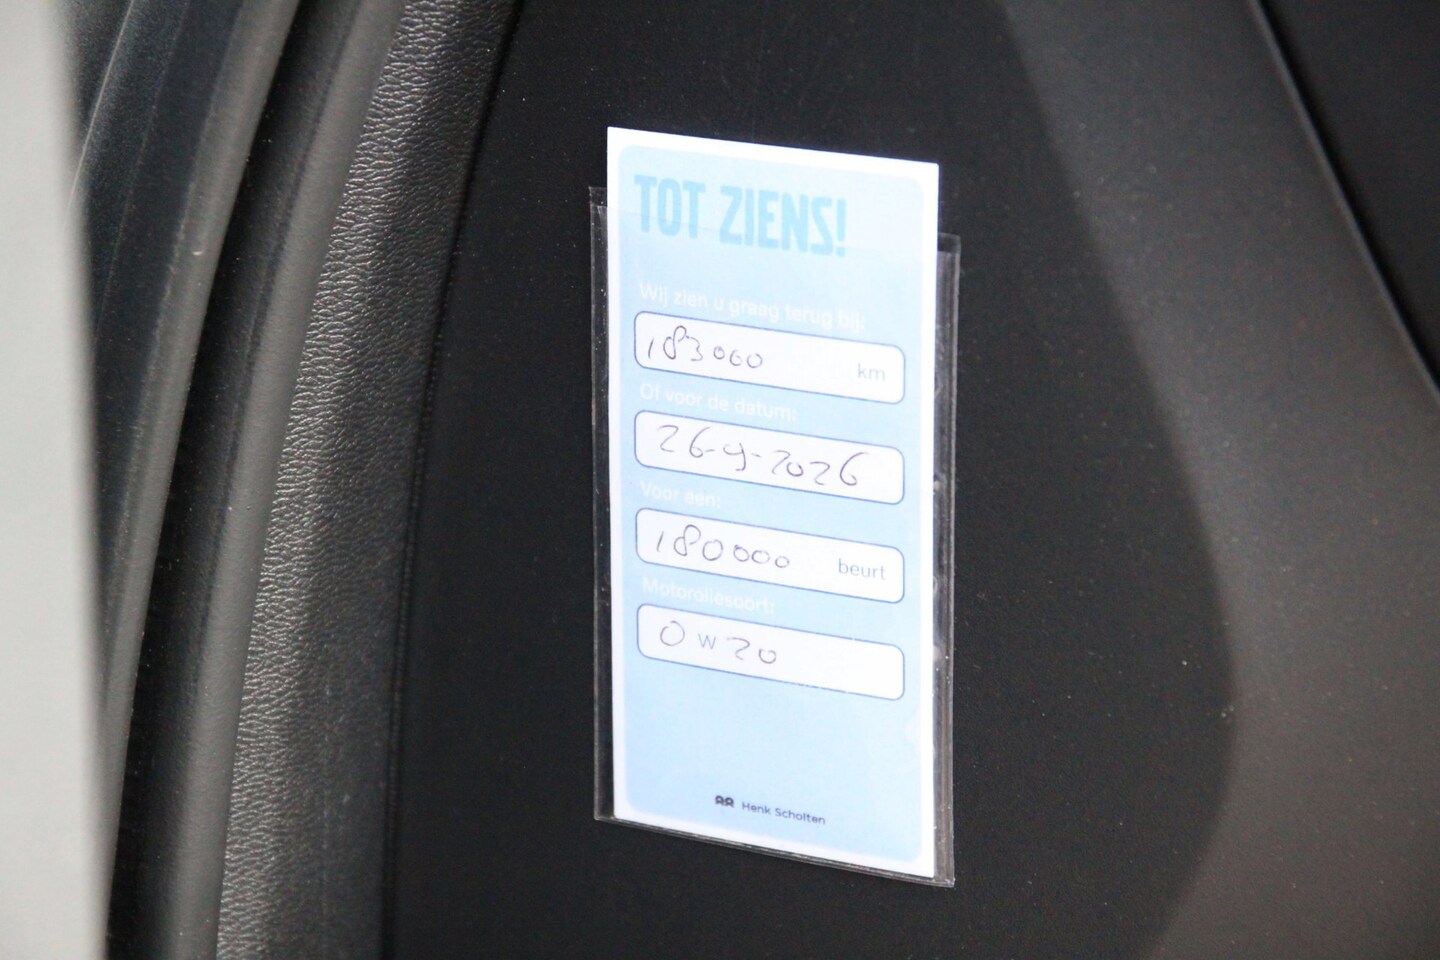 TOT ZIENS!
Wij zien u graag terug bij:
183000 km
Of voor de datum:
26-9-2026
Voor een:
180000 beurt
Motoroliesoort:
0W20
Henk Scholten